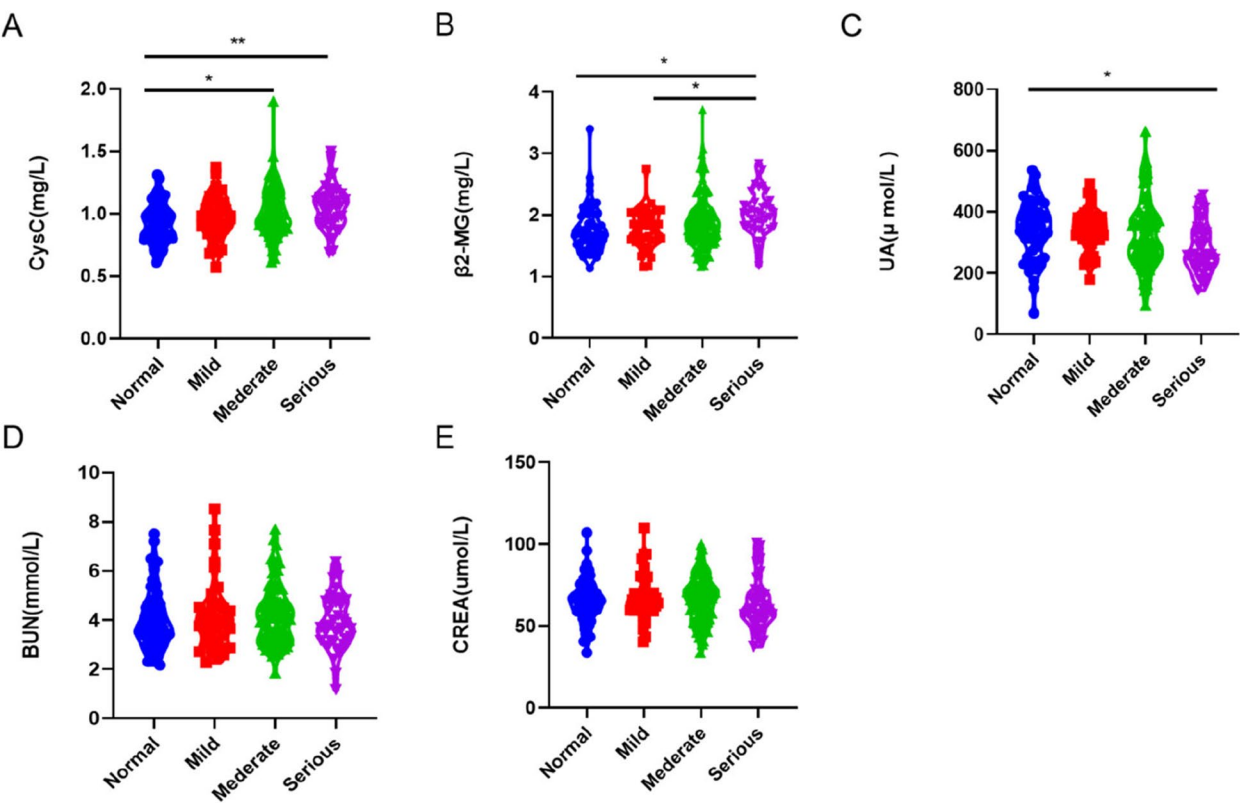 A
**
*
CysC(mg/L)
2.0
1.5
1.0
0.5
0.0
Normal
Mild
Mederate
Serious
B
*
*
β2-MG(mg/L)
4
3
2
1
0
Normal
Mild
Mederate
Serious
C
*
UA(μ mol/L )
800
600
400
200
0
Normal
Mild
Mederate
Serious
D
BUN(mmol/L)
10
8
6
4
2
0
Normal
Mild
Mederate
Serious
E
CREA(umol/L)
150
100
50
0
Normal
Mild
Mederate
Serious